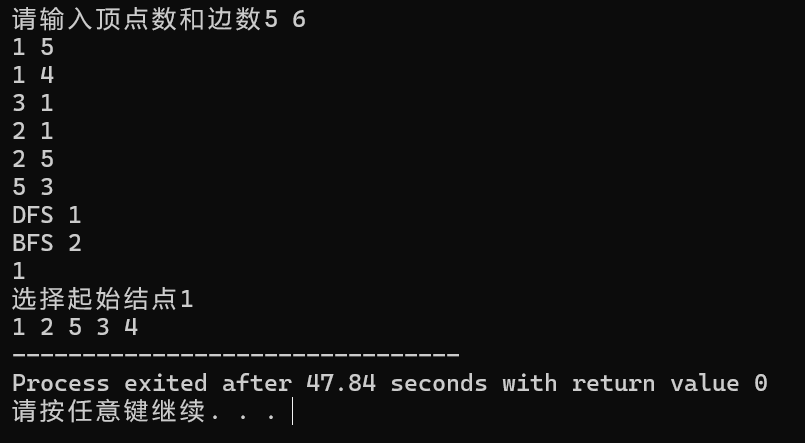 请输入顶点数和边数5 6
1 5
1 4
3 1
2 1
2 5
5 3
DFS 1
BFS 2
1
选择起始结点1
1 2 5 3 4
--------------------------------
Process exited after 47.84 seconds with return value 0
请按任意键继续. . .